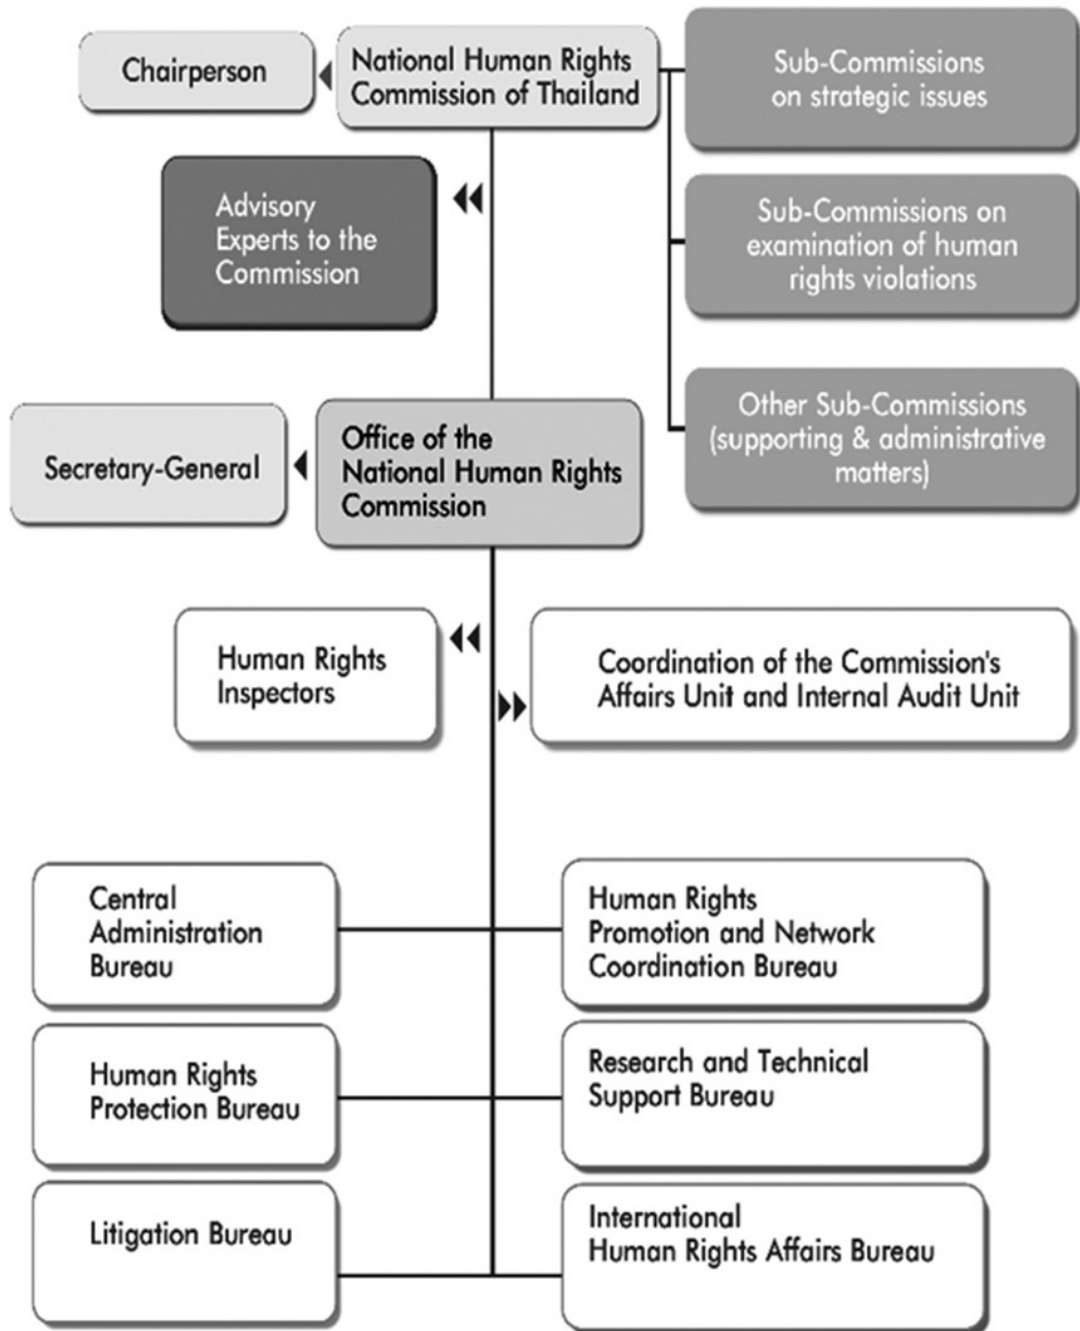 Chairperson
National Human Rights
Commission of Thailand
Sub-Commissions
on strategic issues
Advisory
Experts to the
Commission
Sub-Commissions on
examination of human
rights violations
Other Sub-Commissions
(supporting & administrative
matters)
Secretary-General
Office of the
National Human Rights
Commission
Human Rights
Inspectors
Coordination of the Commission's
Affairs Unit and Internal Audit Unit
Central
Administration
Bureau
Human Rights
Promotion and Network
Coordination Bureau
Human Rights
Protection Bureau
Research and Technical
Support Bureau
Litigation Bureau
International
Human Rights Affairs Bureau